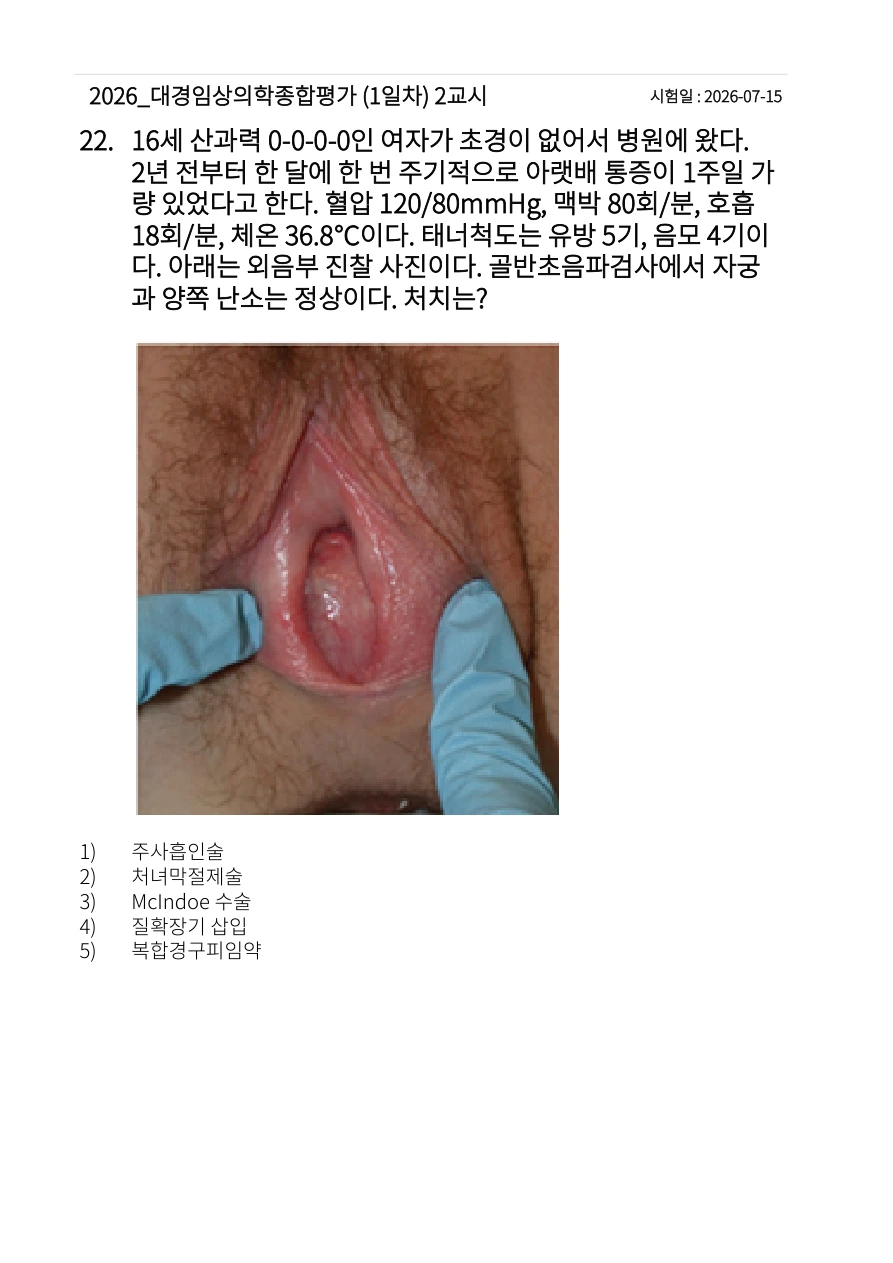 2026_대경임상의학종합평가 (1일차) 2교시
시험일 : 2026-07-15
22. 16세 산과력 0-0-0-0인 여자가 초경이 없어서 병원에 왔다.
2년 전부터 한 달에 한 번 주기적으로 아랫배 통증이 1주일 가
량 있었다고 한다. 혈압 120/80mmHg, 맥박 80회/분, 호흡
18회/분, 체온 36.8℃이다. 태너척도는 유방 5기, 음모 4기이
다. 아래는 외음부 진찰 사진이다. 골반초음파검사에서 자궁
과 양쪽 난소는 정상이다. 처치는?
1) 주사흡인술
2) 처녀막절제술
3) McIndoe 수술
4) 질확장기 삽입
5) 복합경구피임약